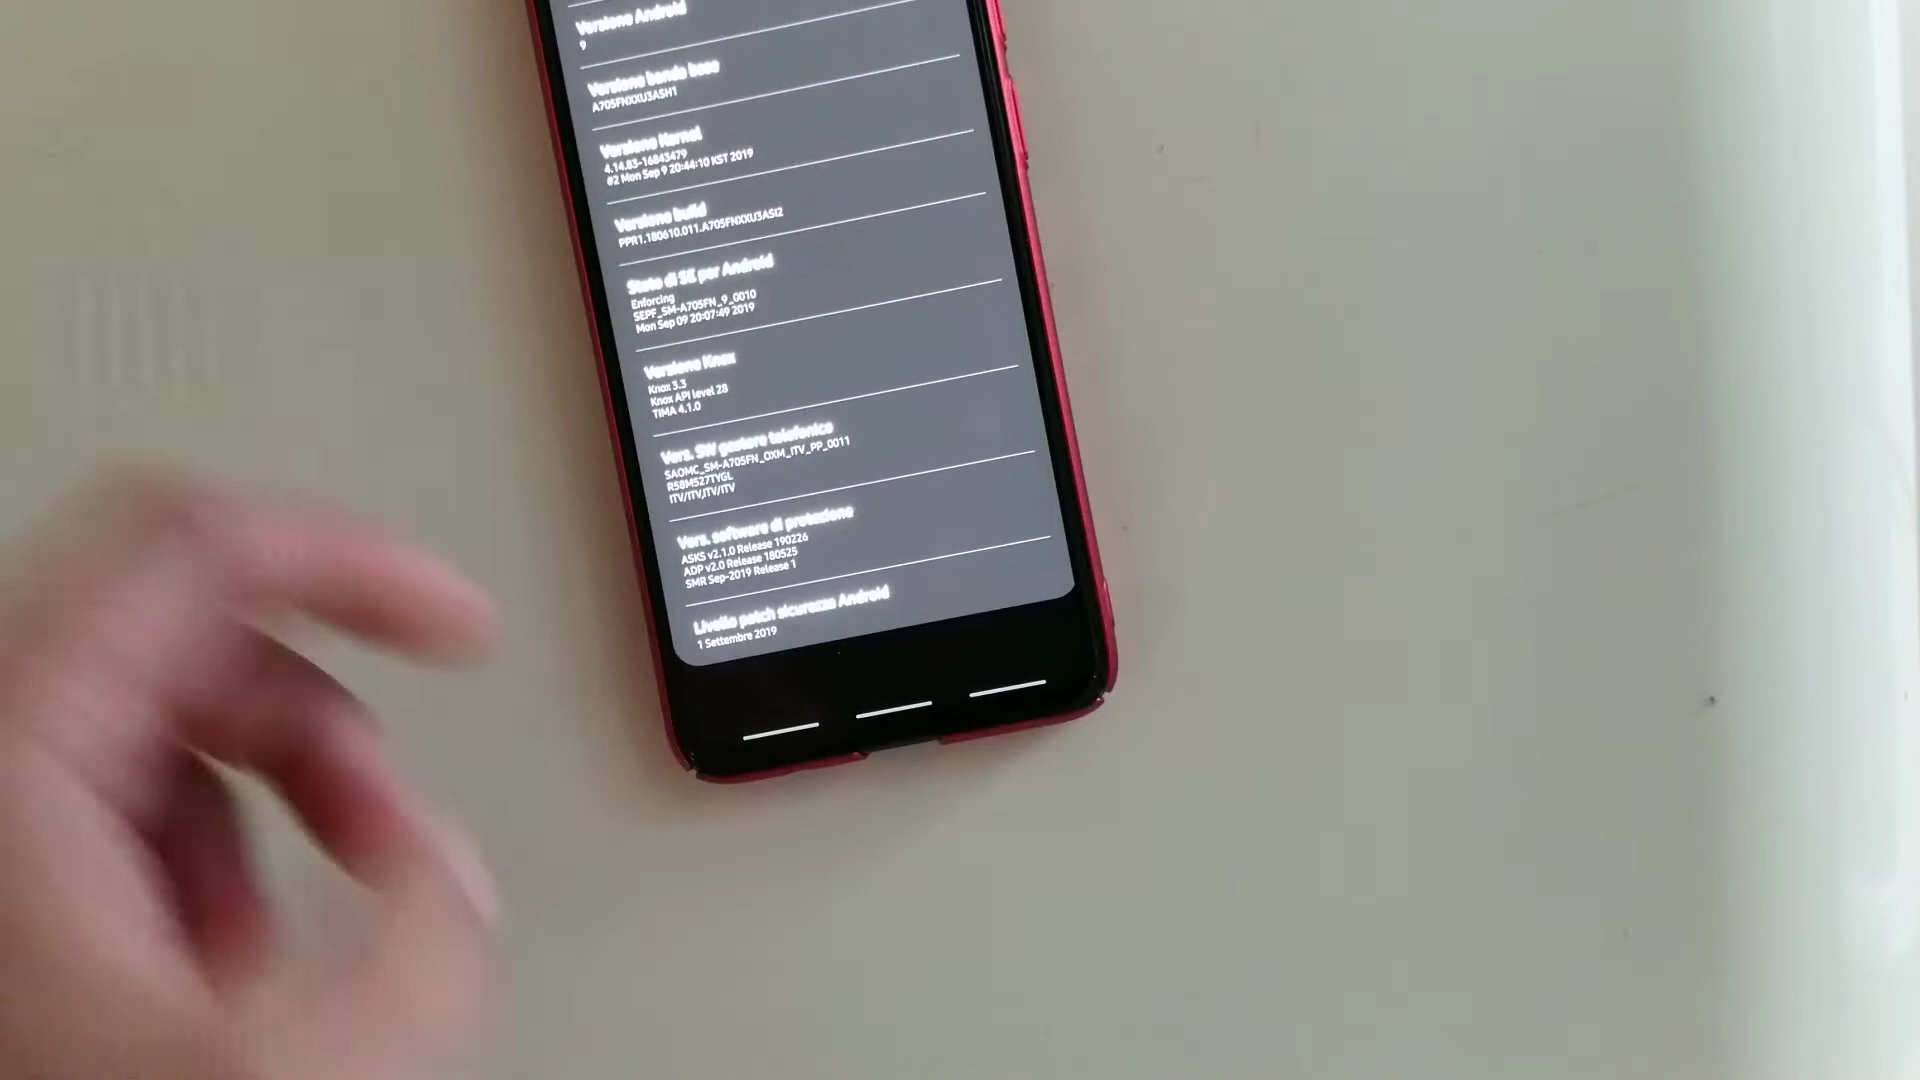 Versione Android
9
Versione banda base
A705FNXXU3ASH1
Versione Kernel
4.14.83-16843479
#2 Mon Sep 9 20:44:10 KST 2019
Versione build
PPR1.180610.011.A705FNXXU3ASI2
Stato di SE per Android
Enforcing
SEPF_SM-A705FN_9_0010
Mon Sep 09 20:07:49 2019
Versione Knox
Knox 3.3
Knox API level 28
TIMA 4.1.0
Vers. SW gestore telefonico
SAOMC_SM-A705FN_OXM_ITV_PP_0011
R58M527TYGL
ITV/ITV,ITV/ITV
Vers. software di protezione
ASKS v2.1.0 Release 190226
ADP v2.0 Release 180525
SMR Sep-2019 Release 1
Livello patch sicurezza Android
1 Settembre 2019